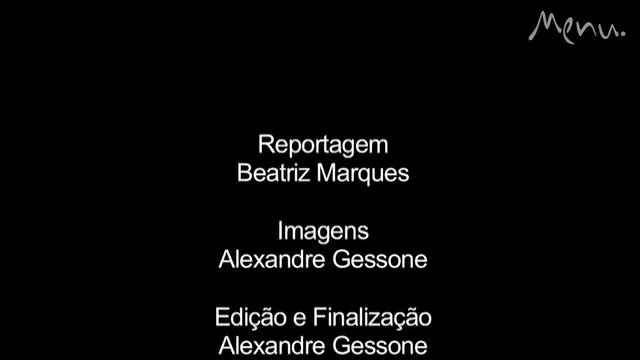 Menu.
Reportagem
Beatriz Marques
Imagens
Alexandre Gessone
Edição e Finalização
Alexandre Gessone